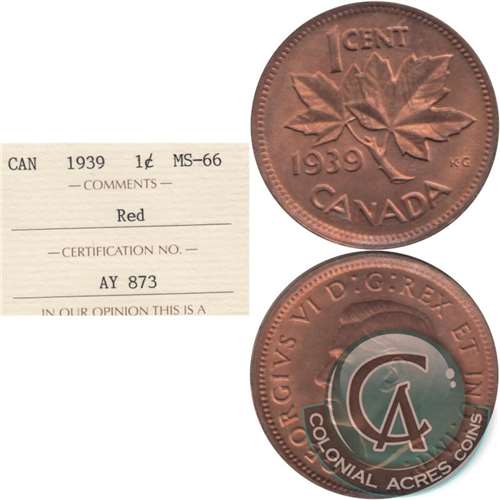 CAN 1939 1¢ MS-66
— COMMENTS —
Red
— CERTIFICATION NO. —
AY 873
IN OUR OPINION THIS IS A
1 CENT
1939
KG
CANADA
GEORGIVS VI D:G:REX ET IND
CA
COLONIAL ACRES COINS